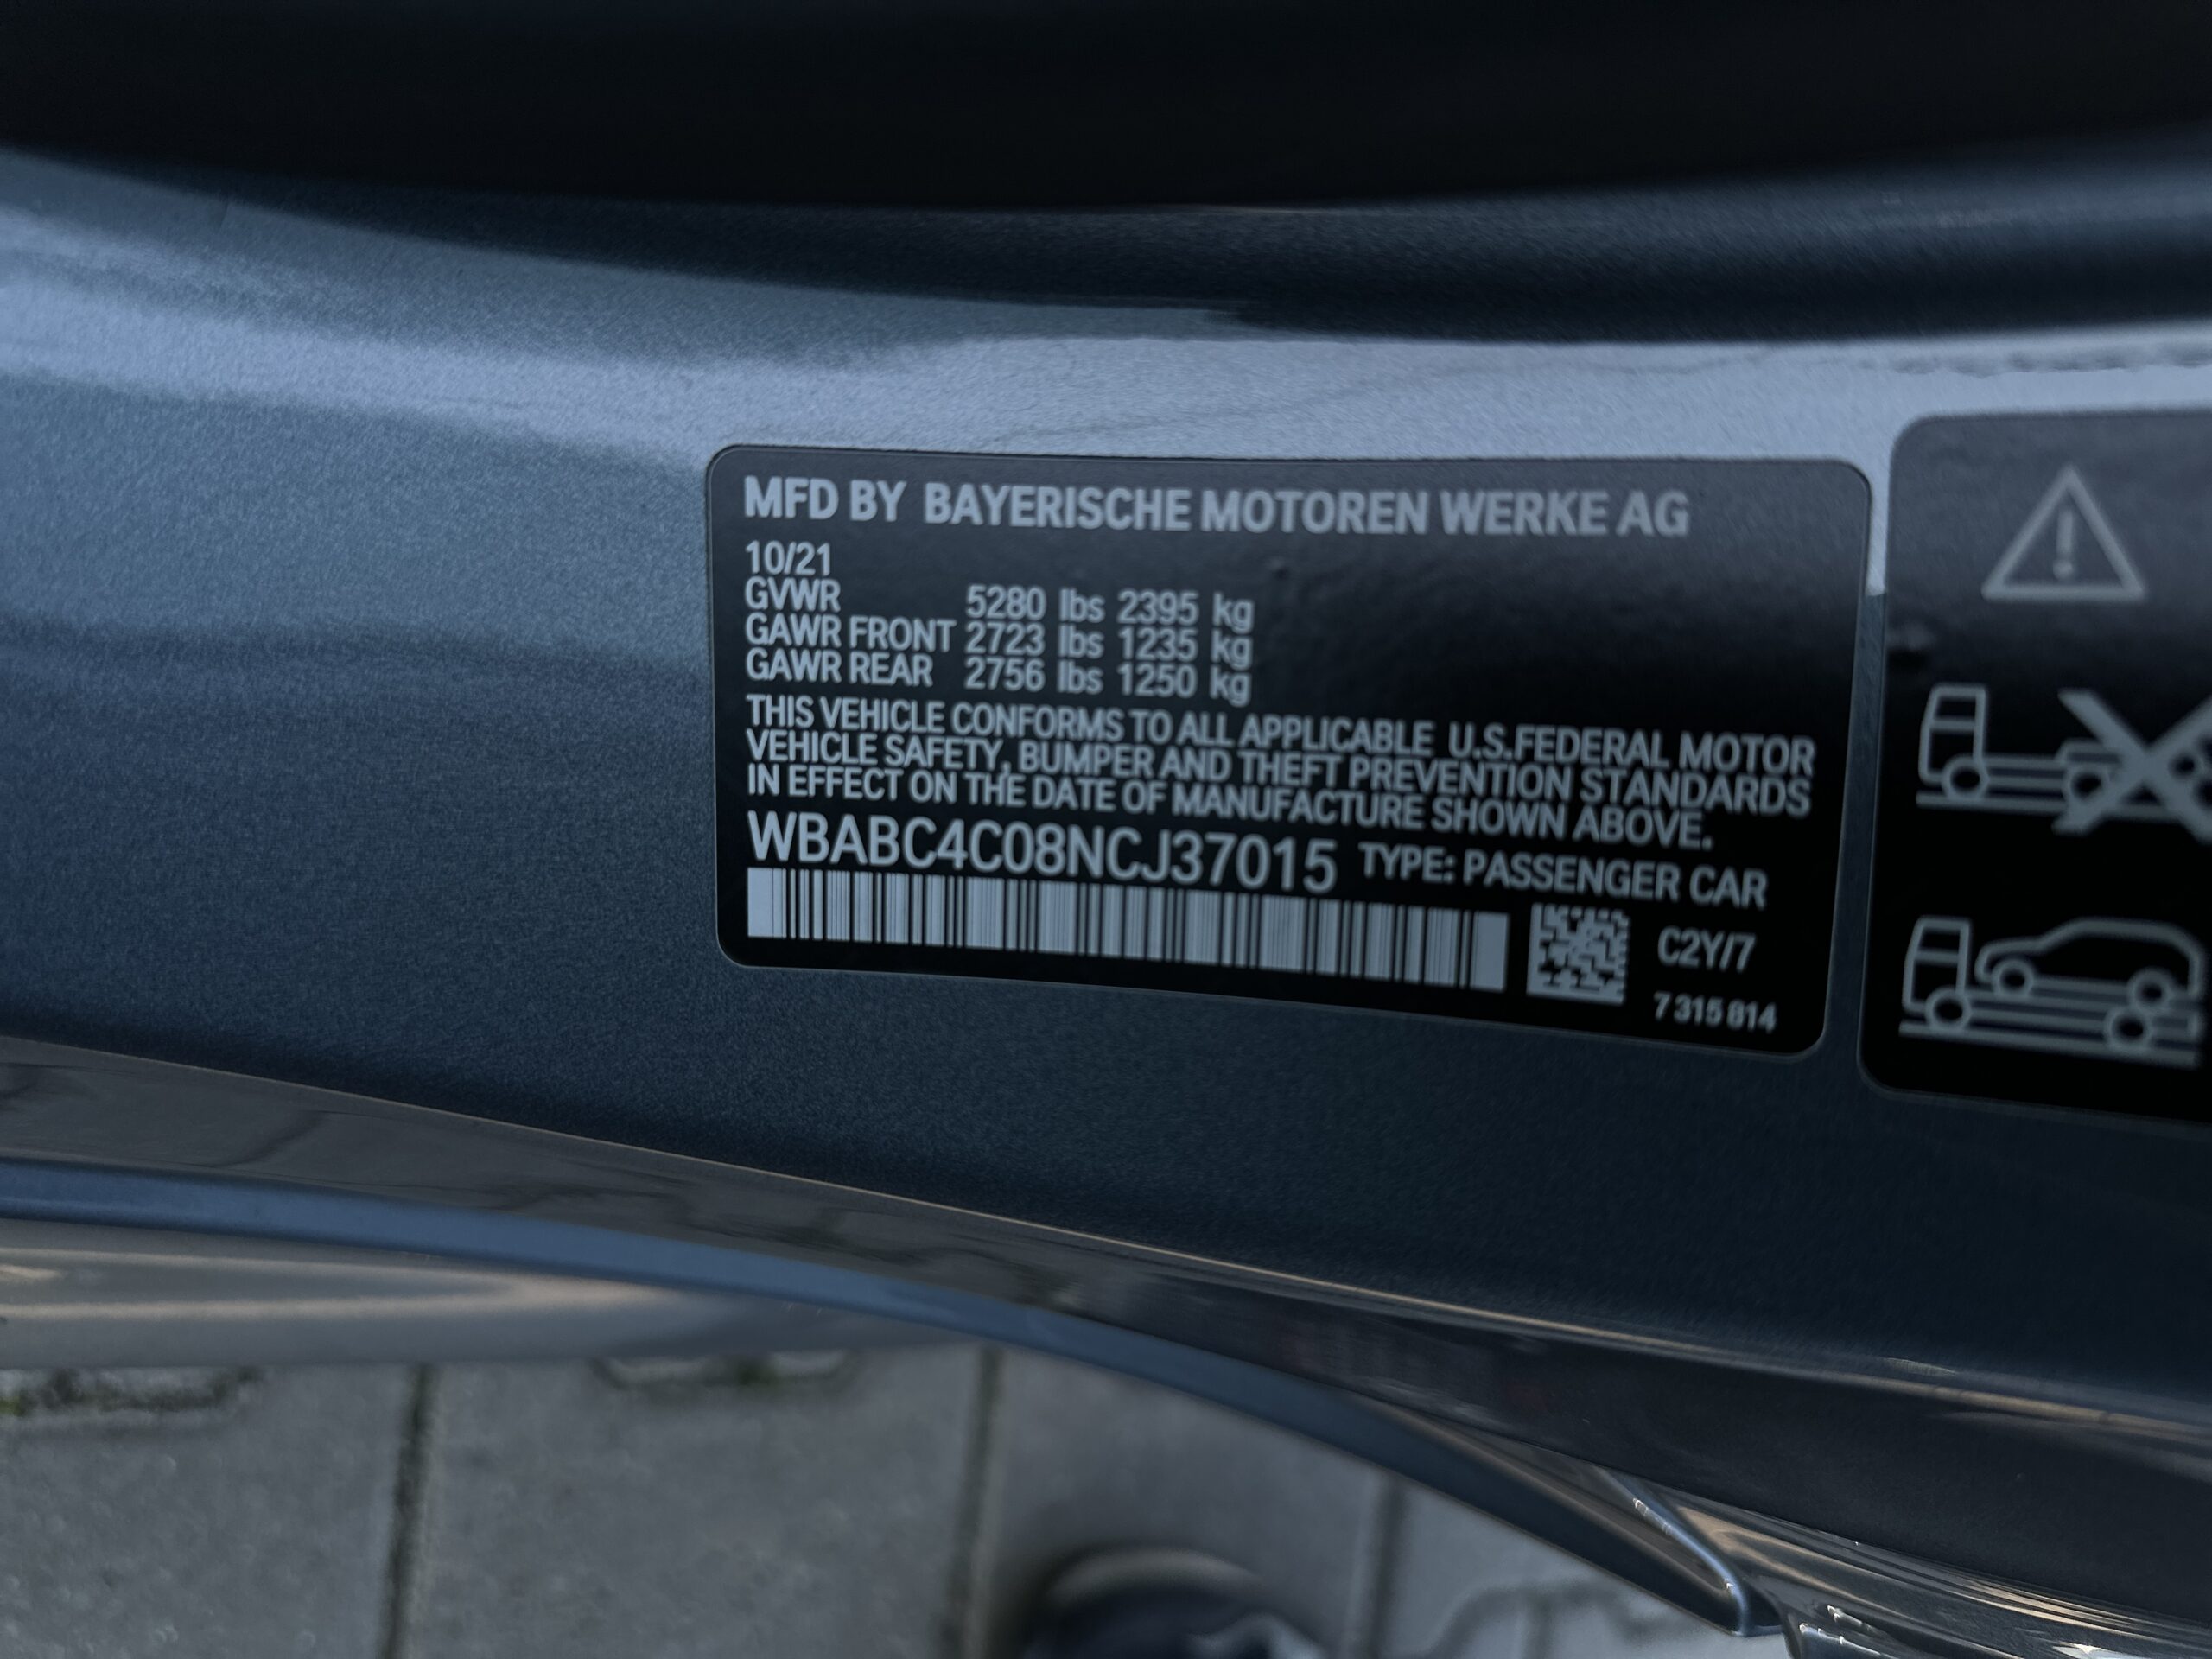 MFD BY BAYERISCHE MOTOREN WERKE AG
10/21
GVWR 5280 lbs 2395 kg
GAWR FRONT 2723 lbs 1235 kg
GAWR REAR 2756 lbs 1250 kg
THIS VEHICLE CONFORMS TO ALL APPLICABLE U.S.FEDERAL MOTOR
VEHICLE SAFETY, BUMPER AND THEFT PREVENTION STANDARDS
IN EFFECT ON THE DATE OF MANUFACTURE SHOWN ABOVE.
WBABC4C08NCJ37015 TYPE: PASSENGER CAR
C2Y/7
7 315 814